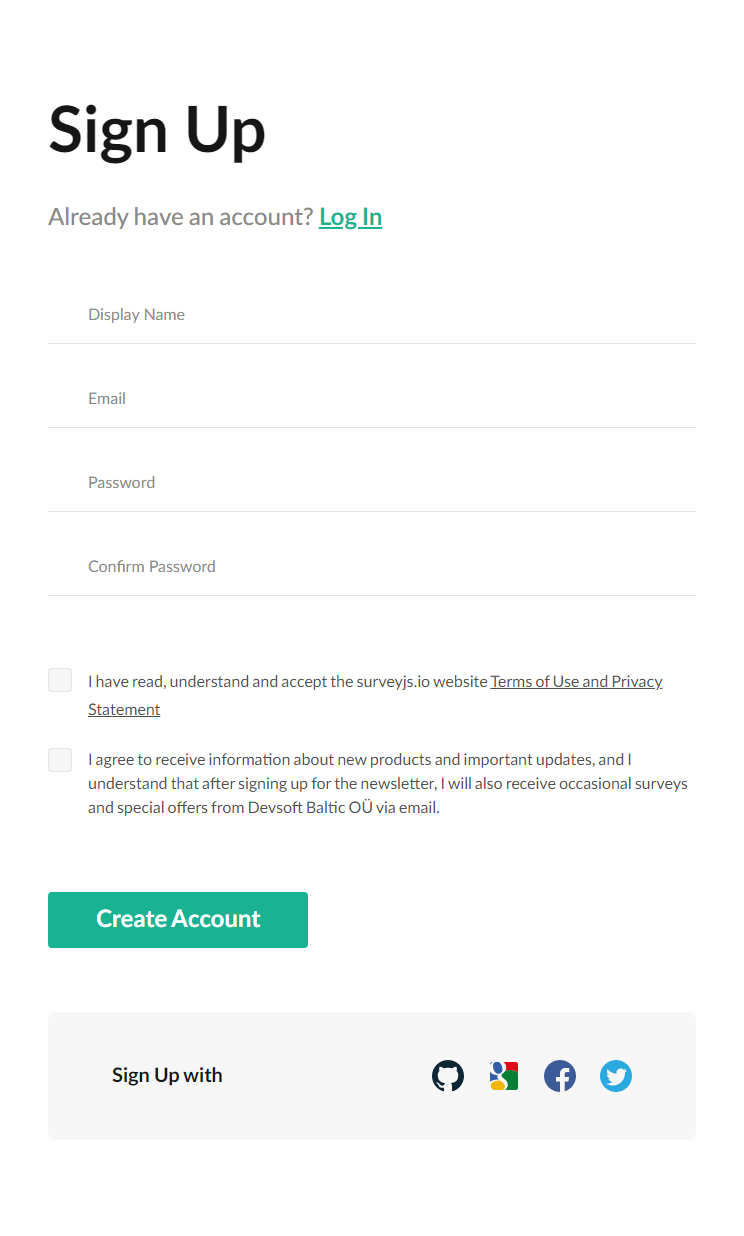 Sign Up
Already have an account? Log In
Display Name
Email
Password
Confirm Password
I have read, understand and accept the surveyjs.io website Terms of Use and Privacy
Statement
I agree to receive information about new products and important updates, and I
understand that after signing up for the newsletter, I will also receive occasional surveys
and special offers from Devsoft Baltic OÜ via email.
Create Account
Sign Up with